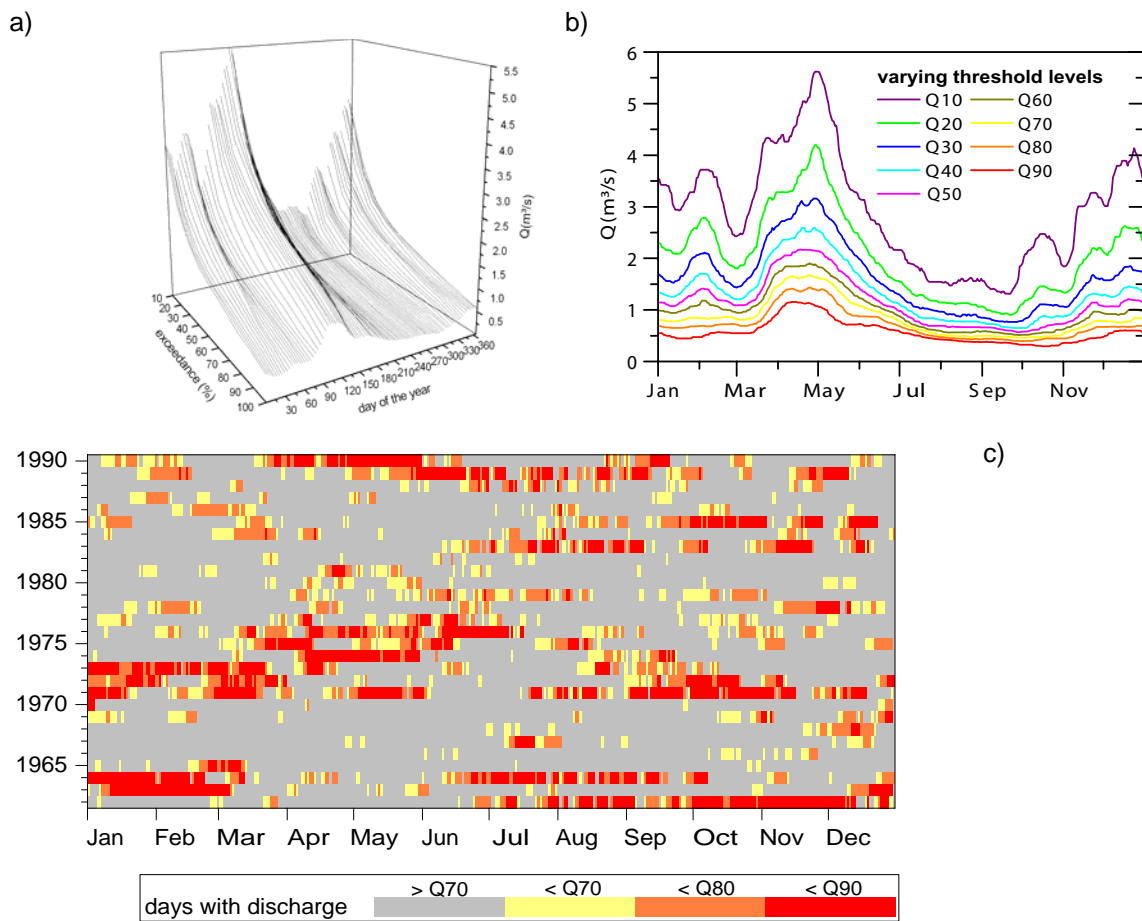 a)
5.5
5.0
4.5
4.0
3.5
3.0
2.5
2.0
1.5
1.0
0.5
Q(m³/s)
10
20
30
40
50
60
70
80
90
100
exceedance (%)
30
60
90
120
150
180
210
240
270
300
330
360
day of the year
b)
6
5
4
3
2
1
0
Q(m³/s)
varying threshold levels
Q10 Q60
Q20 Q70
Q30 Q80
Q40 Q90
Q50
Jan Mar May Jul Sep Nov
c)
1990
1985
1980
1975
1970
1965
Jan Feb Mar Apr May Jun Jul Aug Sep Oct Nov Dec
days with discharge > Q70 < Q70 < Q80 < Q90